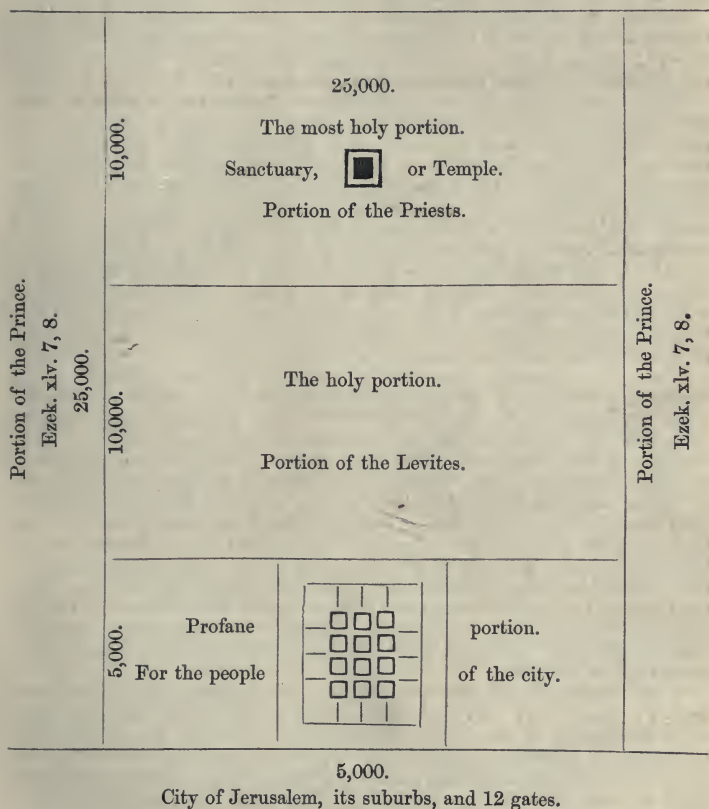 25,000.
The most holy portion.
Sanctuary, or Temple.
Portion of the Priests.
10,000.
Portion of the Prince.
Ezek. xlv. 7, 8.
25,000.
10,000.
The holy portion.
Portion of the Levites.
Portion of the Prince.
Ezek. xlv. 7, 8.
5,000.
Profane portion.
For the people of the city.
5,000.
City of Jerusalem, its suburbs, and 12 gates.